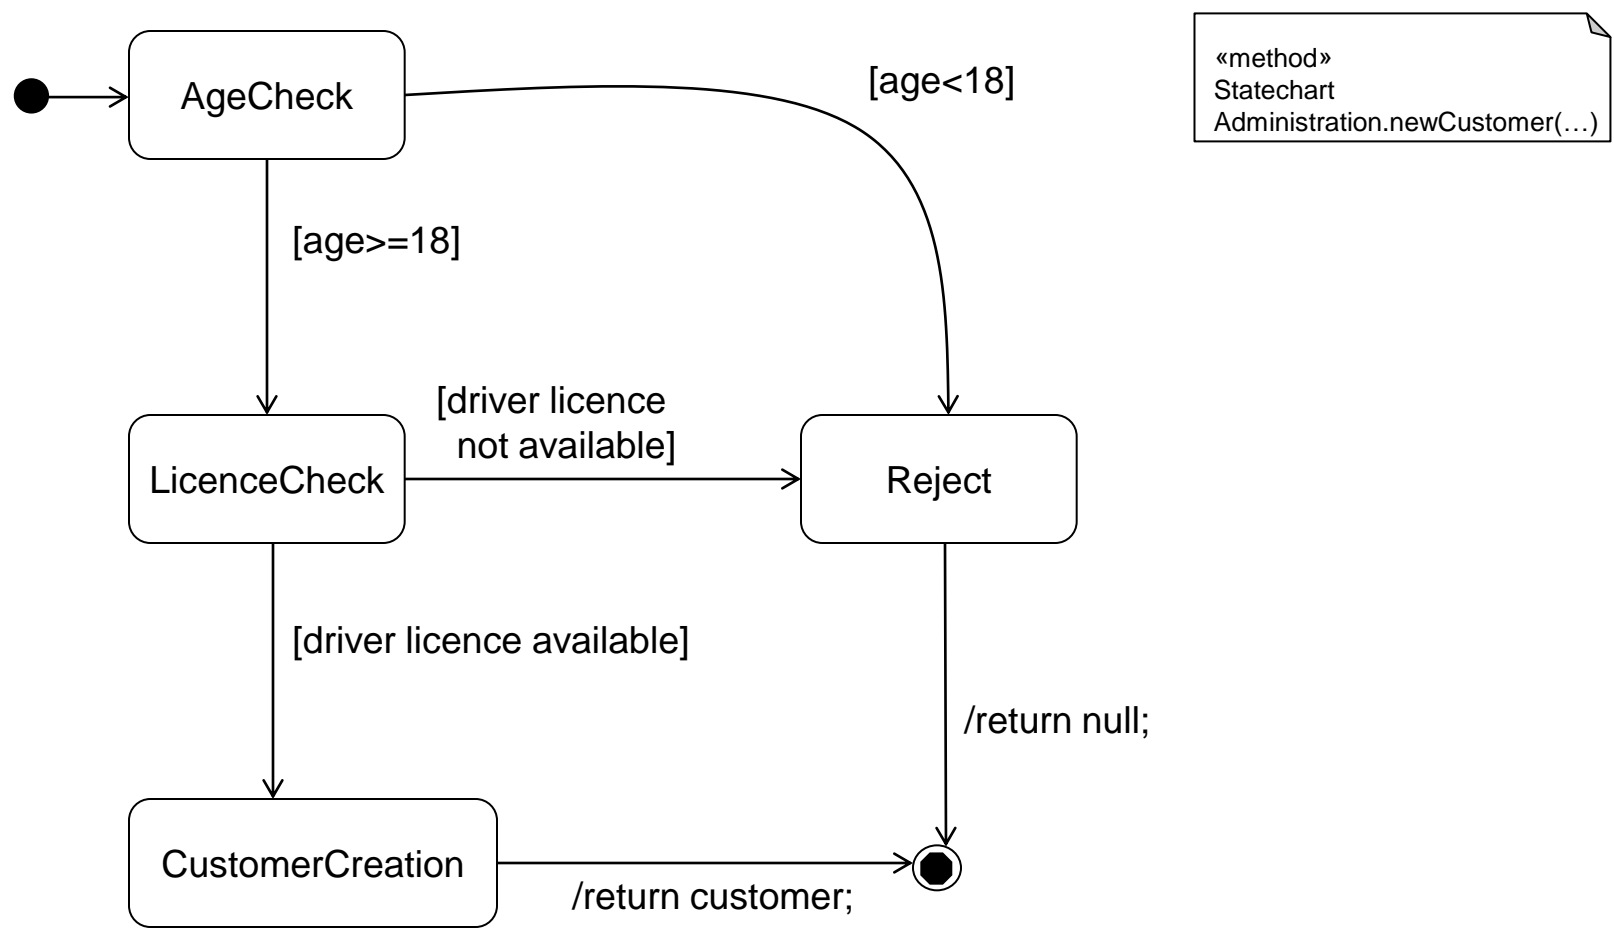 AgeCheck
[age<18]
«method»
Statechart
Administration.newCustomer(…)
[age>=18]
[driver licence
not available]
LicenceCheck
Reject
[driver licence available]
/return null;
CustomerCreation
/return customer;